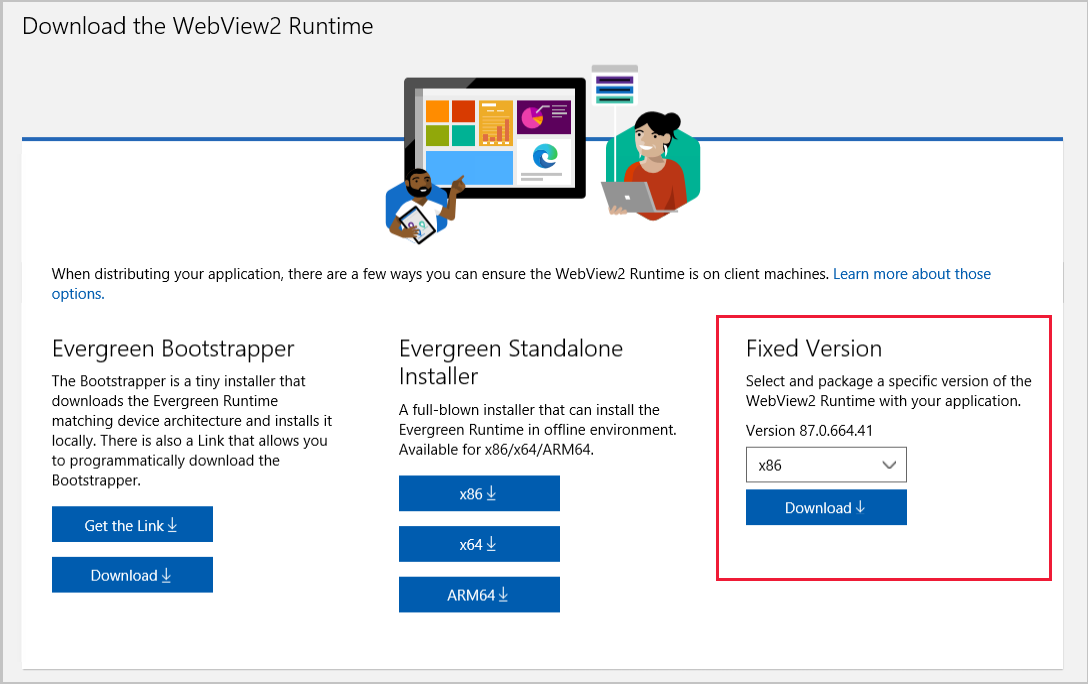 Download the WebView2 Runtime
When distributing your application, there are a few ways you can ensure the WebView2 Runtime is on client machines. Learn more about those
options.
Evergreen Bootstrapper
The Bootstrapper is a tiny installer that
downloads the Evergreen Runtime
matching device architecture and installs it
locally. There is also a Link that allows you
to programmatically download the
Bootstrapper.
Get the Link
Download
Evergreen Standalone
Installer
A full-blown installer that can install the
Evergreen Runtime in offline environment.
Available for x86/x64/ARM64.
x86
x64
ARM64
Fixed Version
Select and package a specific version of the
WebView2 Runtime with your application.
Version 87.0.664.41
x86
Download